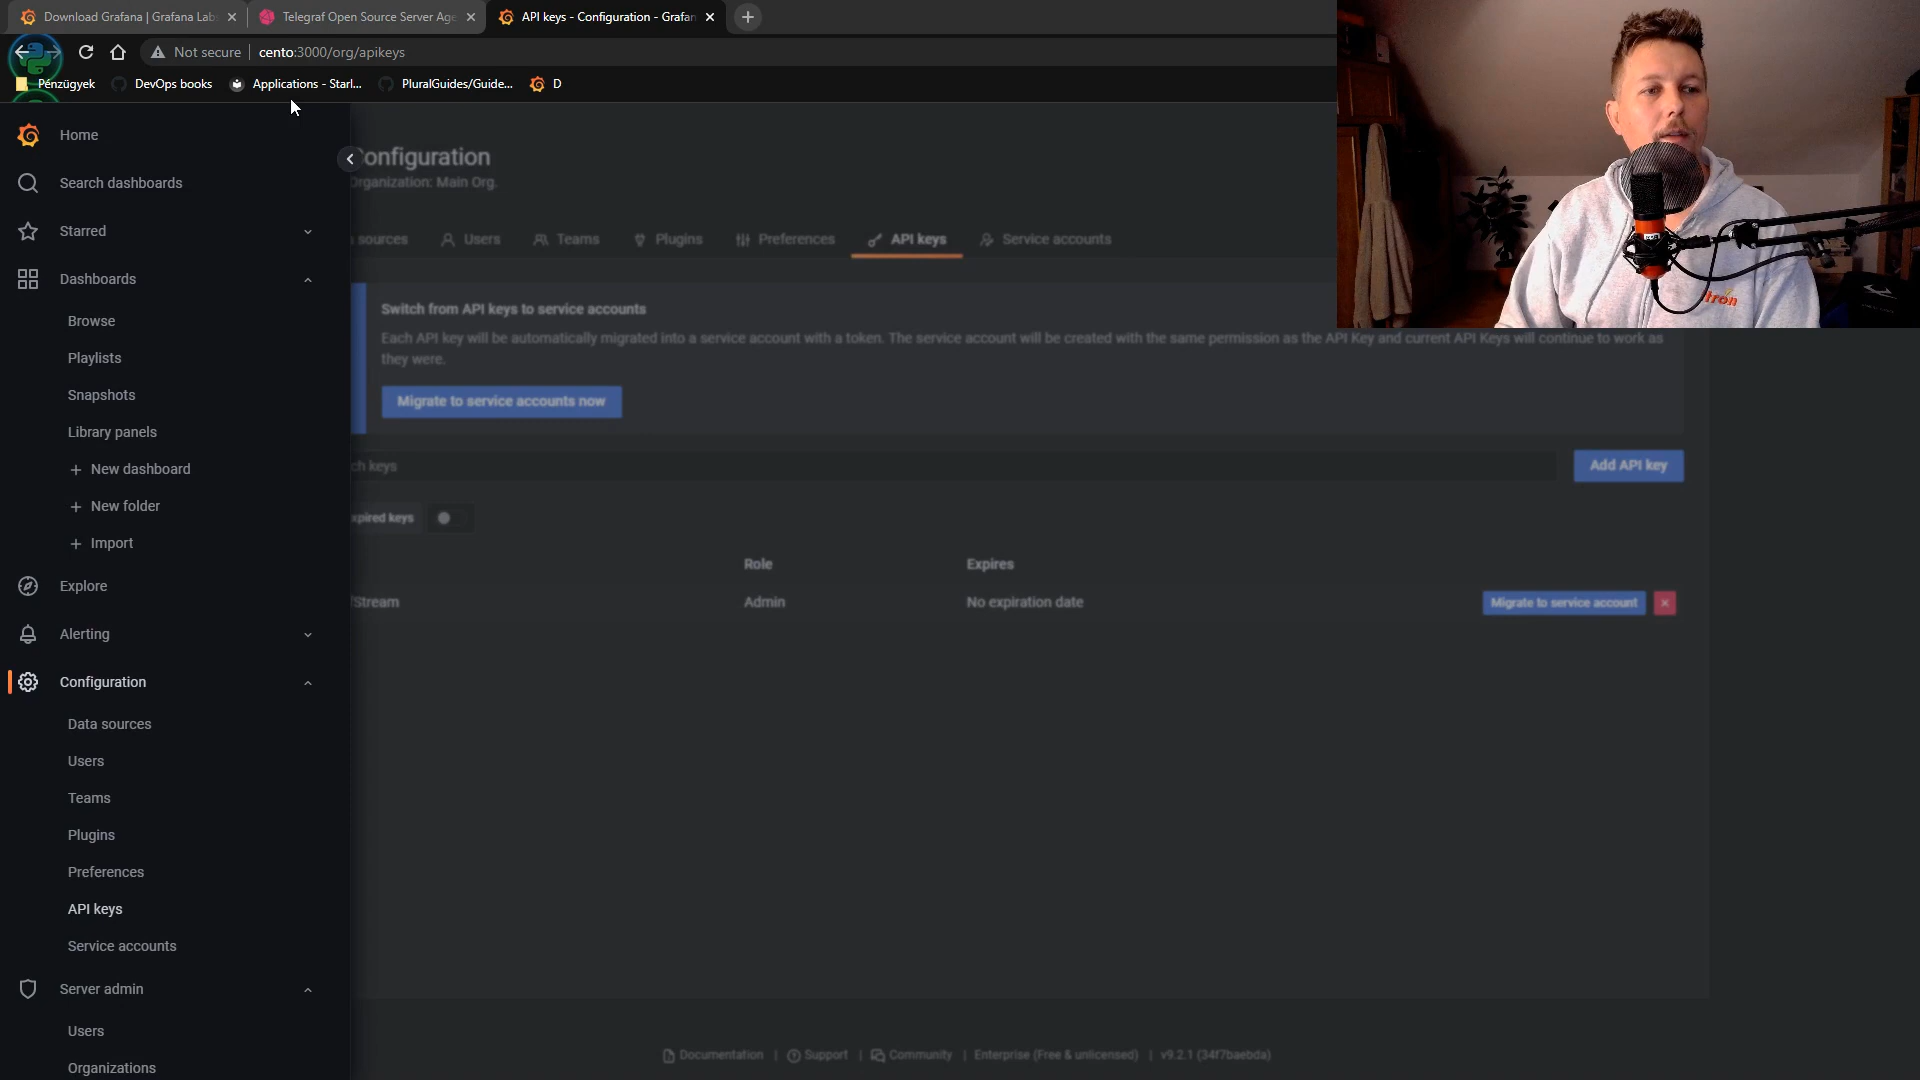 Download Grafana | Grafana Labs
Telegraf Open Source Server Age
API keys - Configuration - Grafan
Not secure
cento:3000/org/apikeys
Pénzügyek
DevOps books
Applications - Starl...
PluralGuides/Guide...
D
Home
Search dashboards
Starred
Dashboards
Browse
Playlists
Snapshots
Library panels
+ New dashboard
+ New folder
+ Import
Explore
Alerting
Configuration
Data sources
Users
Teams
Plugins
Preferences
API keys
Service accounts
Server admin
Users
Organizations
Configuration
Organization: Main Org.
sources
Users
Teams
Plugins
Preferences
API keys
Service accounts
Switch from API keys to service accounts
Each API key will be automatically migrated into a service account with a token. The service account will be created with the same permission as the API Key and current API Keys will continue to work as
they were.
Migrate to service accounts now
ch keys
Add API key
xpired keys
Role
Expires
fStream
Admin
No expiration date
Migrate to service account
Documentation | Support | Community | Enterprise (Free & unlicensed) | v9.2.1 (34f7baebda)
tron